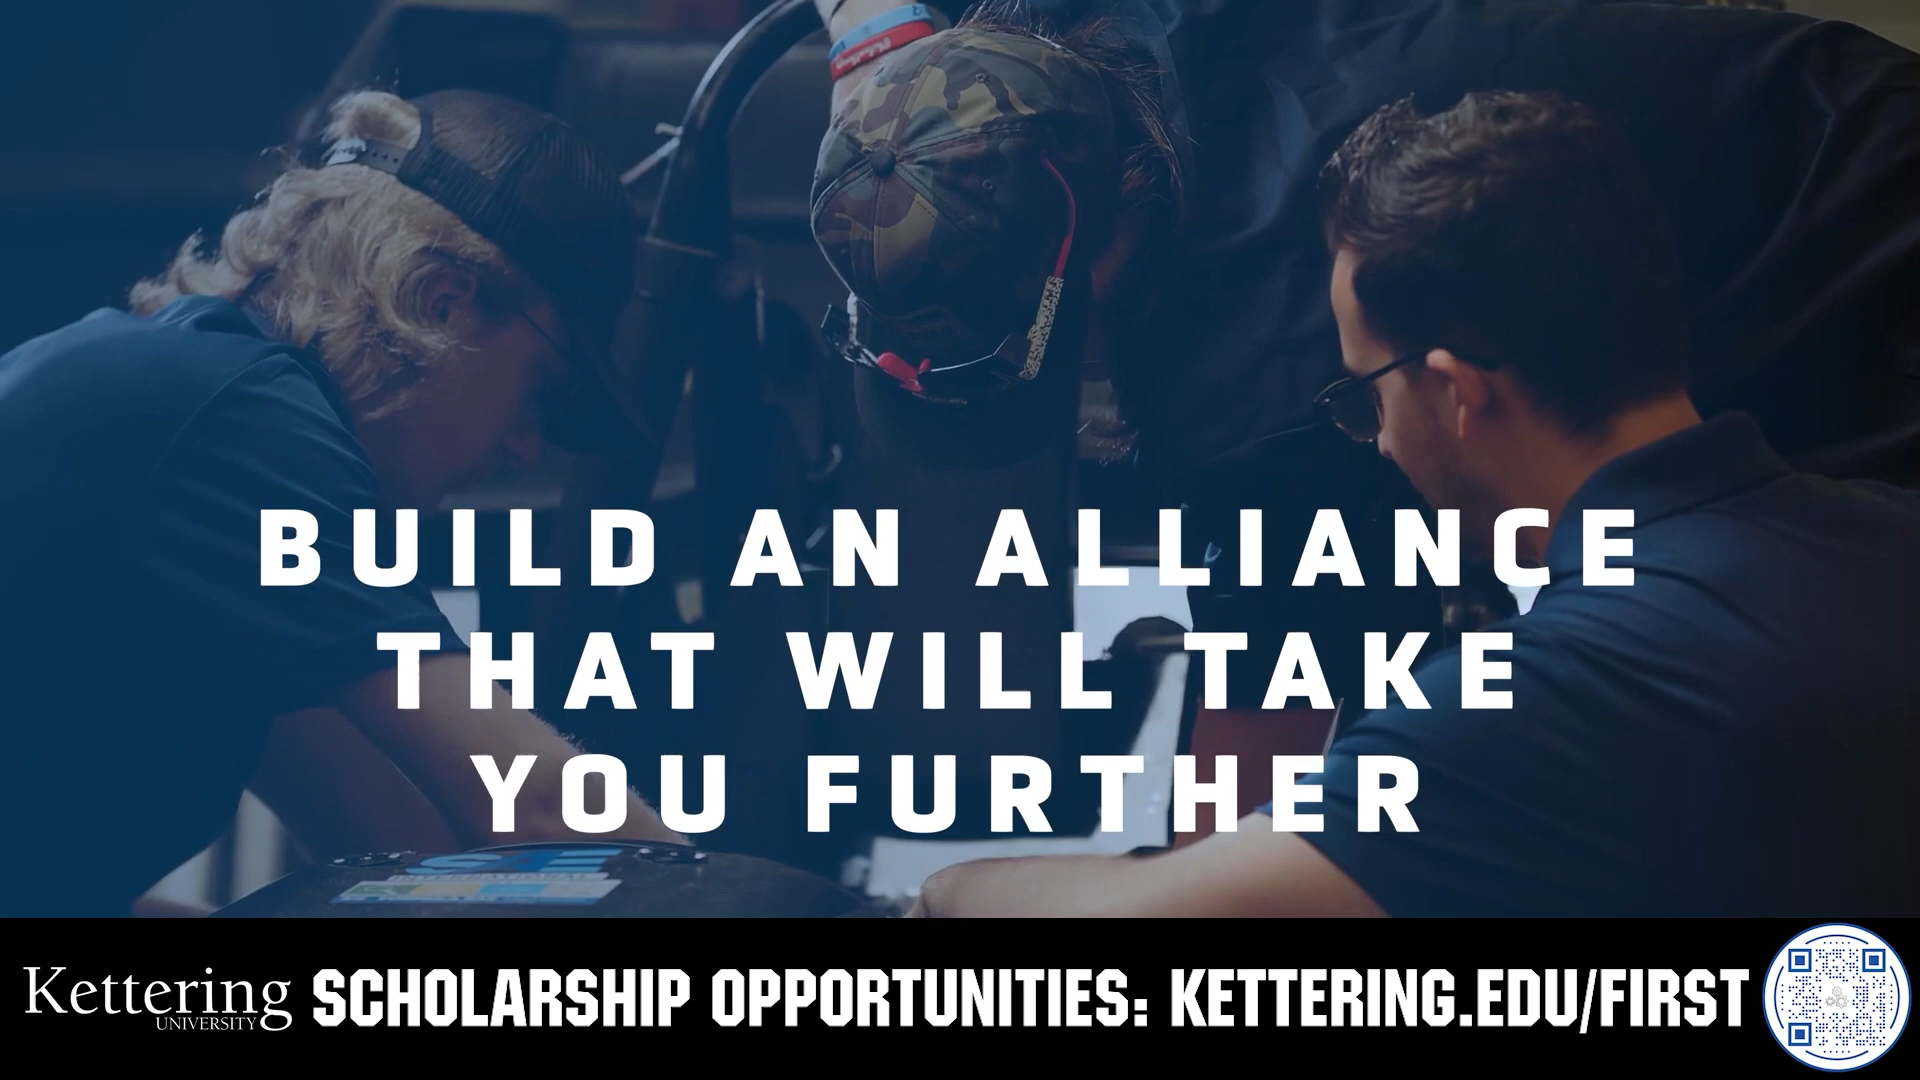 BUILD AN ALLIANCE
THAT WILL TAKE
YOU FURTHER
Kettering
UNIVERSITY
SCHOLARSHIP OPPORTUNITIES: KETTERING.EDU/FIRST